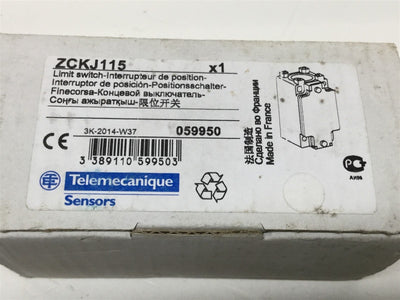 ZCKJ115 x1
Limit switch-Interrupteur de position-
Interruptor de posición-Positionsschalter-
Finecorsa-Концевой выключатель-
Соңғы ажыратқыш-限位开关
3K-2014-W37 059950
3 389110 599503
Telemecanique
Sensors
法国制造
Сделано во Франции
Made in France
АЯ96